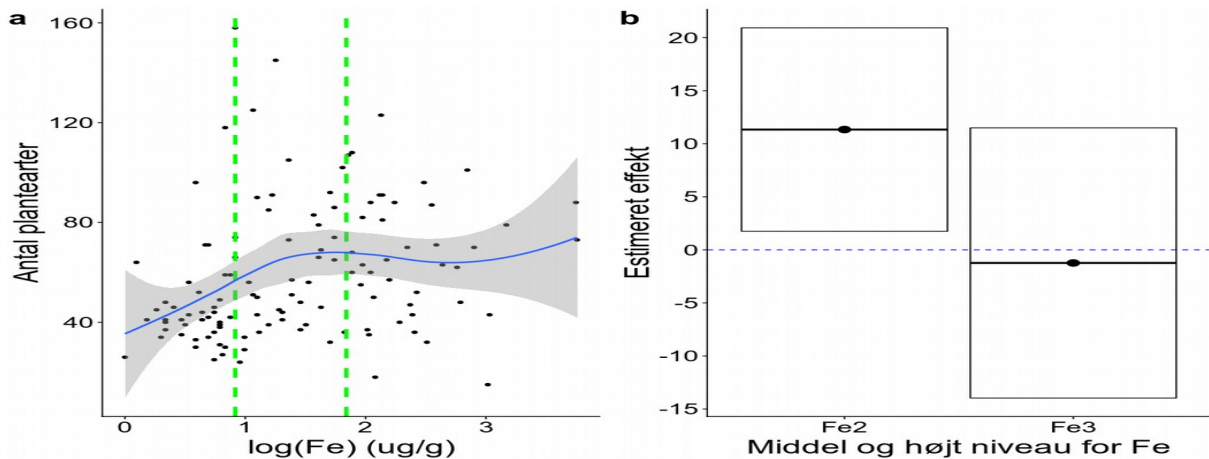 a
160
120
80
40
Antal plantearter
0
1
2
3
log(Fe) (ug/g)
b
20
15
10
5
0
-5
-10
-15
Estimeret effekt
Fe2
Fe3
Middel og højt niveau for Fe